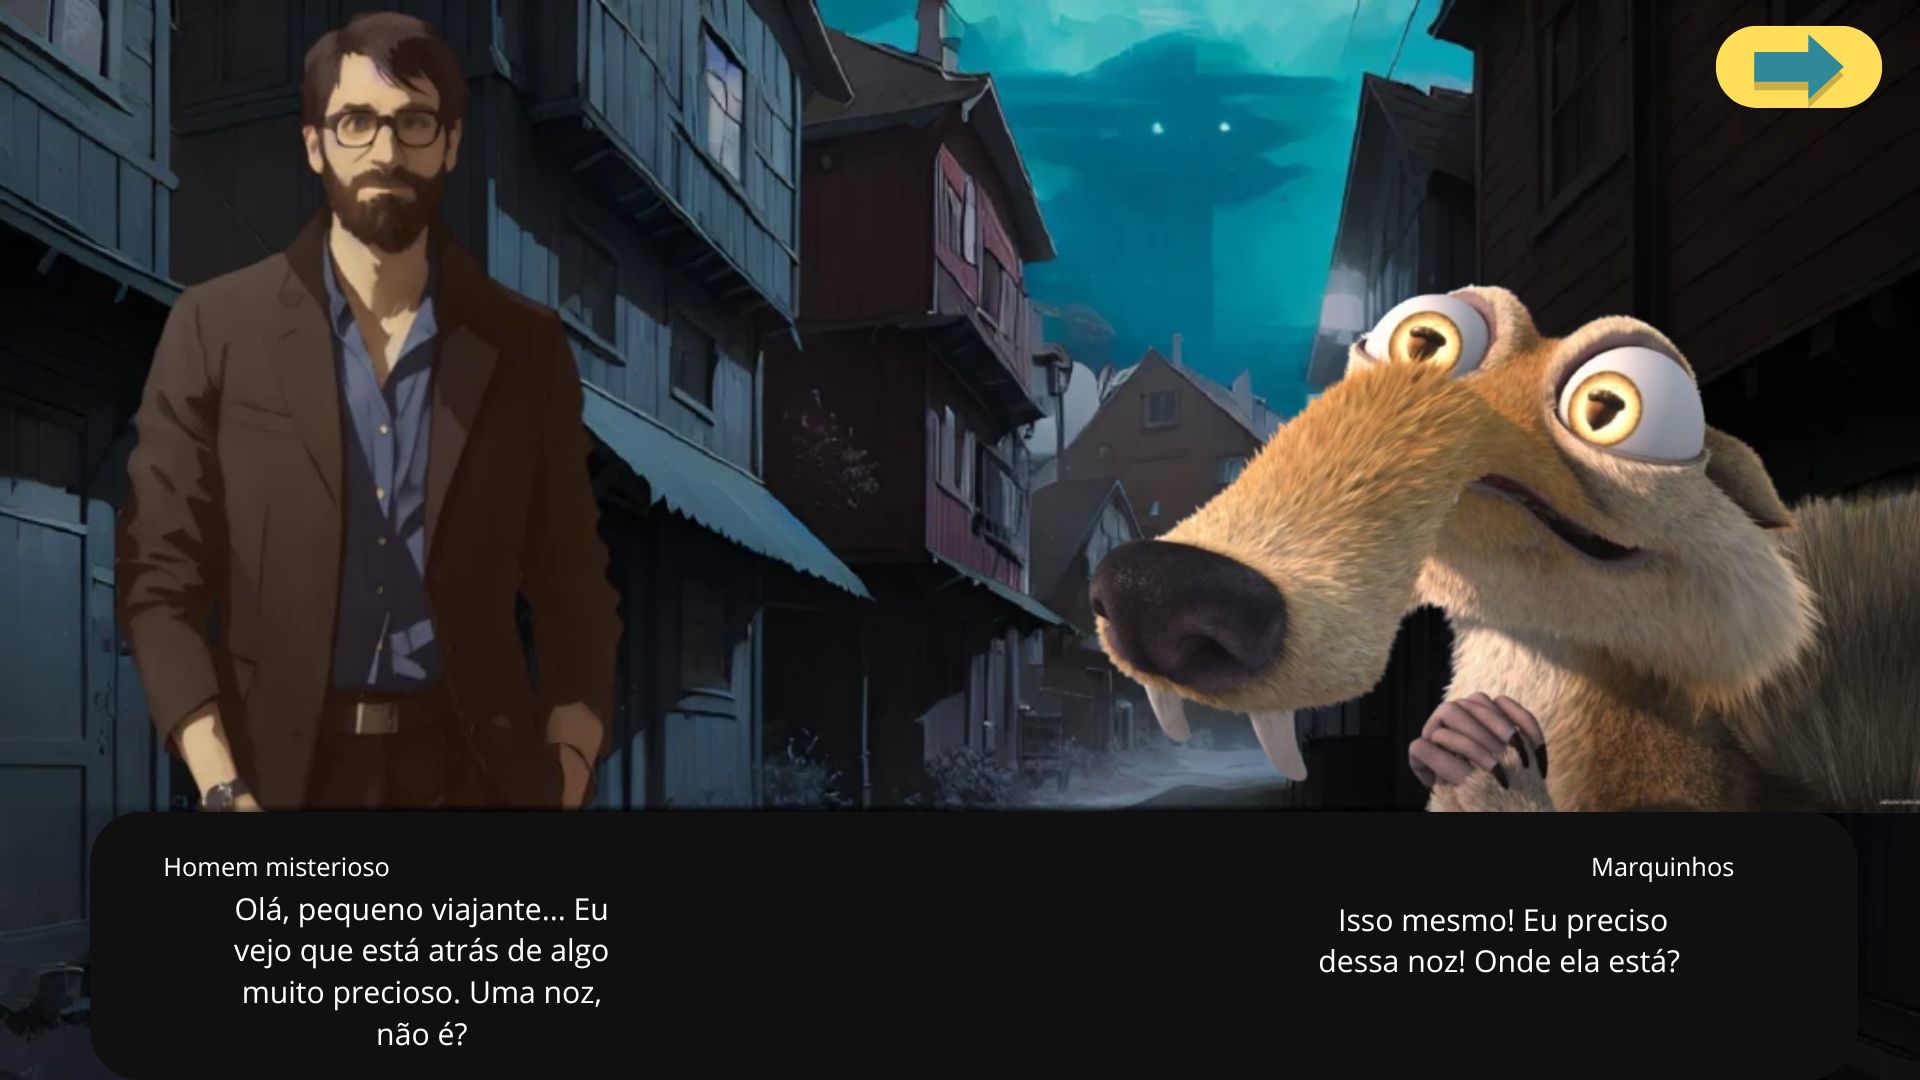 Homem misterioso
Olá, pequeno viajante... Eu
vejo que está atrás de algo
muito precioso. Uma noz,
não é?
Marquinhos
Isso mesmo! Eu preciso
dessa noz! Onde ela está?